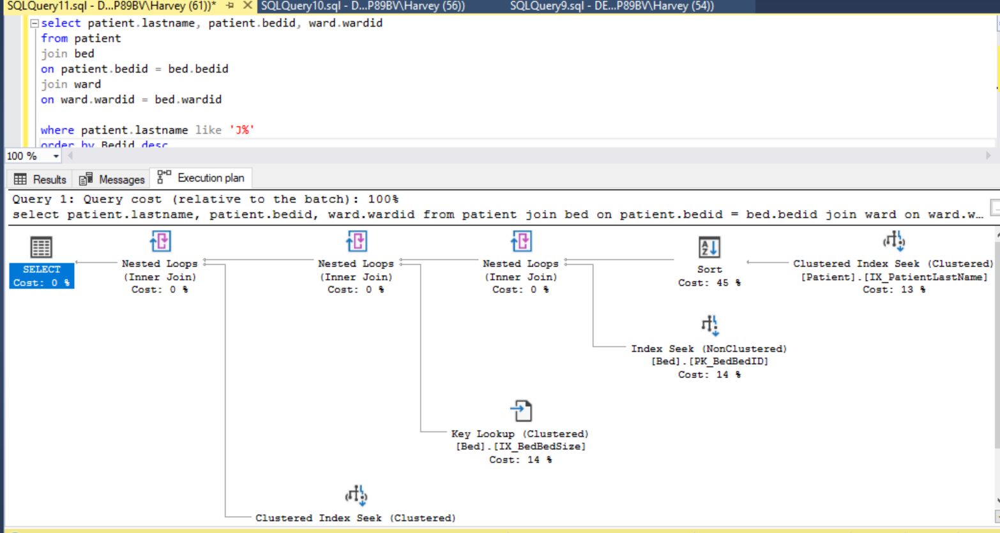 SQLQuery11.sql - D...P89BV\Harvey (61))* SQLQuery10.sql - D...P89BV\Harvey (56)) SQLQuery9.sql - DE...P89BV\Harvey (54))
select patient.lastname, patient.bedid, ward.wardid
from patient
join bed
on patient.bedid = bed.bedid
join ward
on ward.wardid = bed.wardid
where patient.lastname like 'J%'
order by Bedid desc
100 %
Results Messages Execution plan
Query 1: Query cost (relative to the batch): 100%
select patient.lastname, patient.bedid, ward.wardid from patient join bed on patient.bedid = bed.bedid join ward on ward.w...
SELECT
Cost: 0 %
Nested Loops
(Inner Join)
Cost: 0 %
Nested Loops
(Inner Join)
Cost: 0 %
Nested Loops
(Inner Join)
Cost: 0 %
Sort
Cost: 45 %
Clustered Index Seek (Clustered)
[Patient].[IX_PatientLastName]
Cost: 13 %
Index Seek (NonClustered)
[Bed].[PK_BedBedID]
Cost: 14 %
Key Lookup (Clustered)
[Bed].[IX_BedBedSize]
Cost: 14 %
Clustered Index Seek (Clustered)